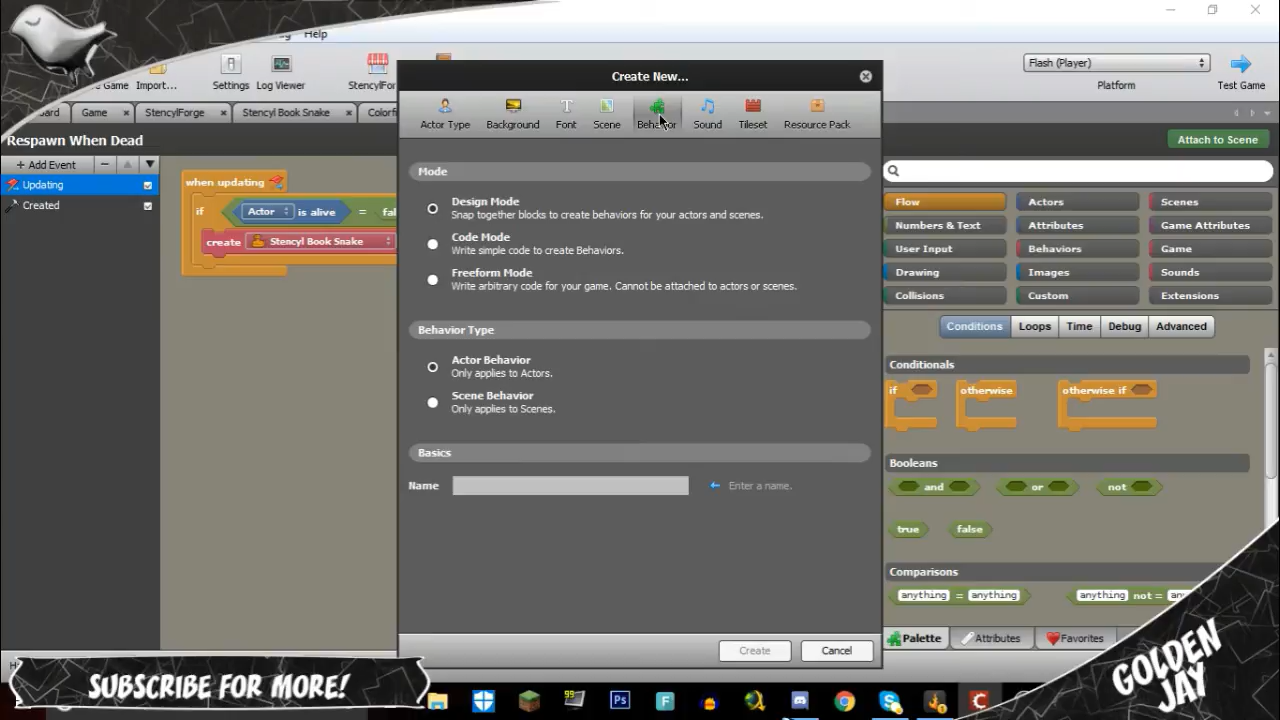 Help
Import...
Settings
Log Viewer
Game
StencylForge
Stencyl Book Snake
Flash (Player)
Platform
Test Game
Respawn When Dead
Attach to Scene
+ Add Event
Updating
Created
when updating
if
Actor
is alive
=
create
Stencyl Book Snake
Create New...
Actor Type
Background
Font
Scene
Behavior
Sound
Tileset
Resource Pack
Mode
Design Mode
Snap together blocks to create behaviors for your actors and scenes.
Code Mode
Write simple code to create Behaviors.
Freeform Mode
Write arbitrary code for your game. Cannot be attached to actors or scenes.
Behavior Type
Actor Behavior
Only applies to Actors.
Scene Behavior
Only applies to Scenes.
Basics
Name
Enter a name.
Create
Cancel
Flow
Actors
Scenes
Numbers & Text
Attributes
Game Attributes
User Input
Behaviors
Game
Drawing
Images
Sounds
Collisions
Custom
Extensions
Conditions
Loops
Time
Debug
Advanced
Conditionals
if
otherwise
otherwise if
Booleans
and
or
not
true
false
Comparisons
anything = anything
anything not =
Palette
Attributes
Favorites
SUBSCRIBE FOR MORE!
GOLDEN
JAY